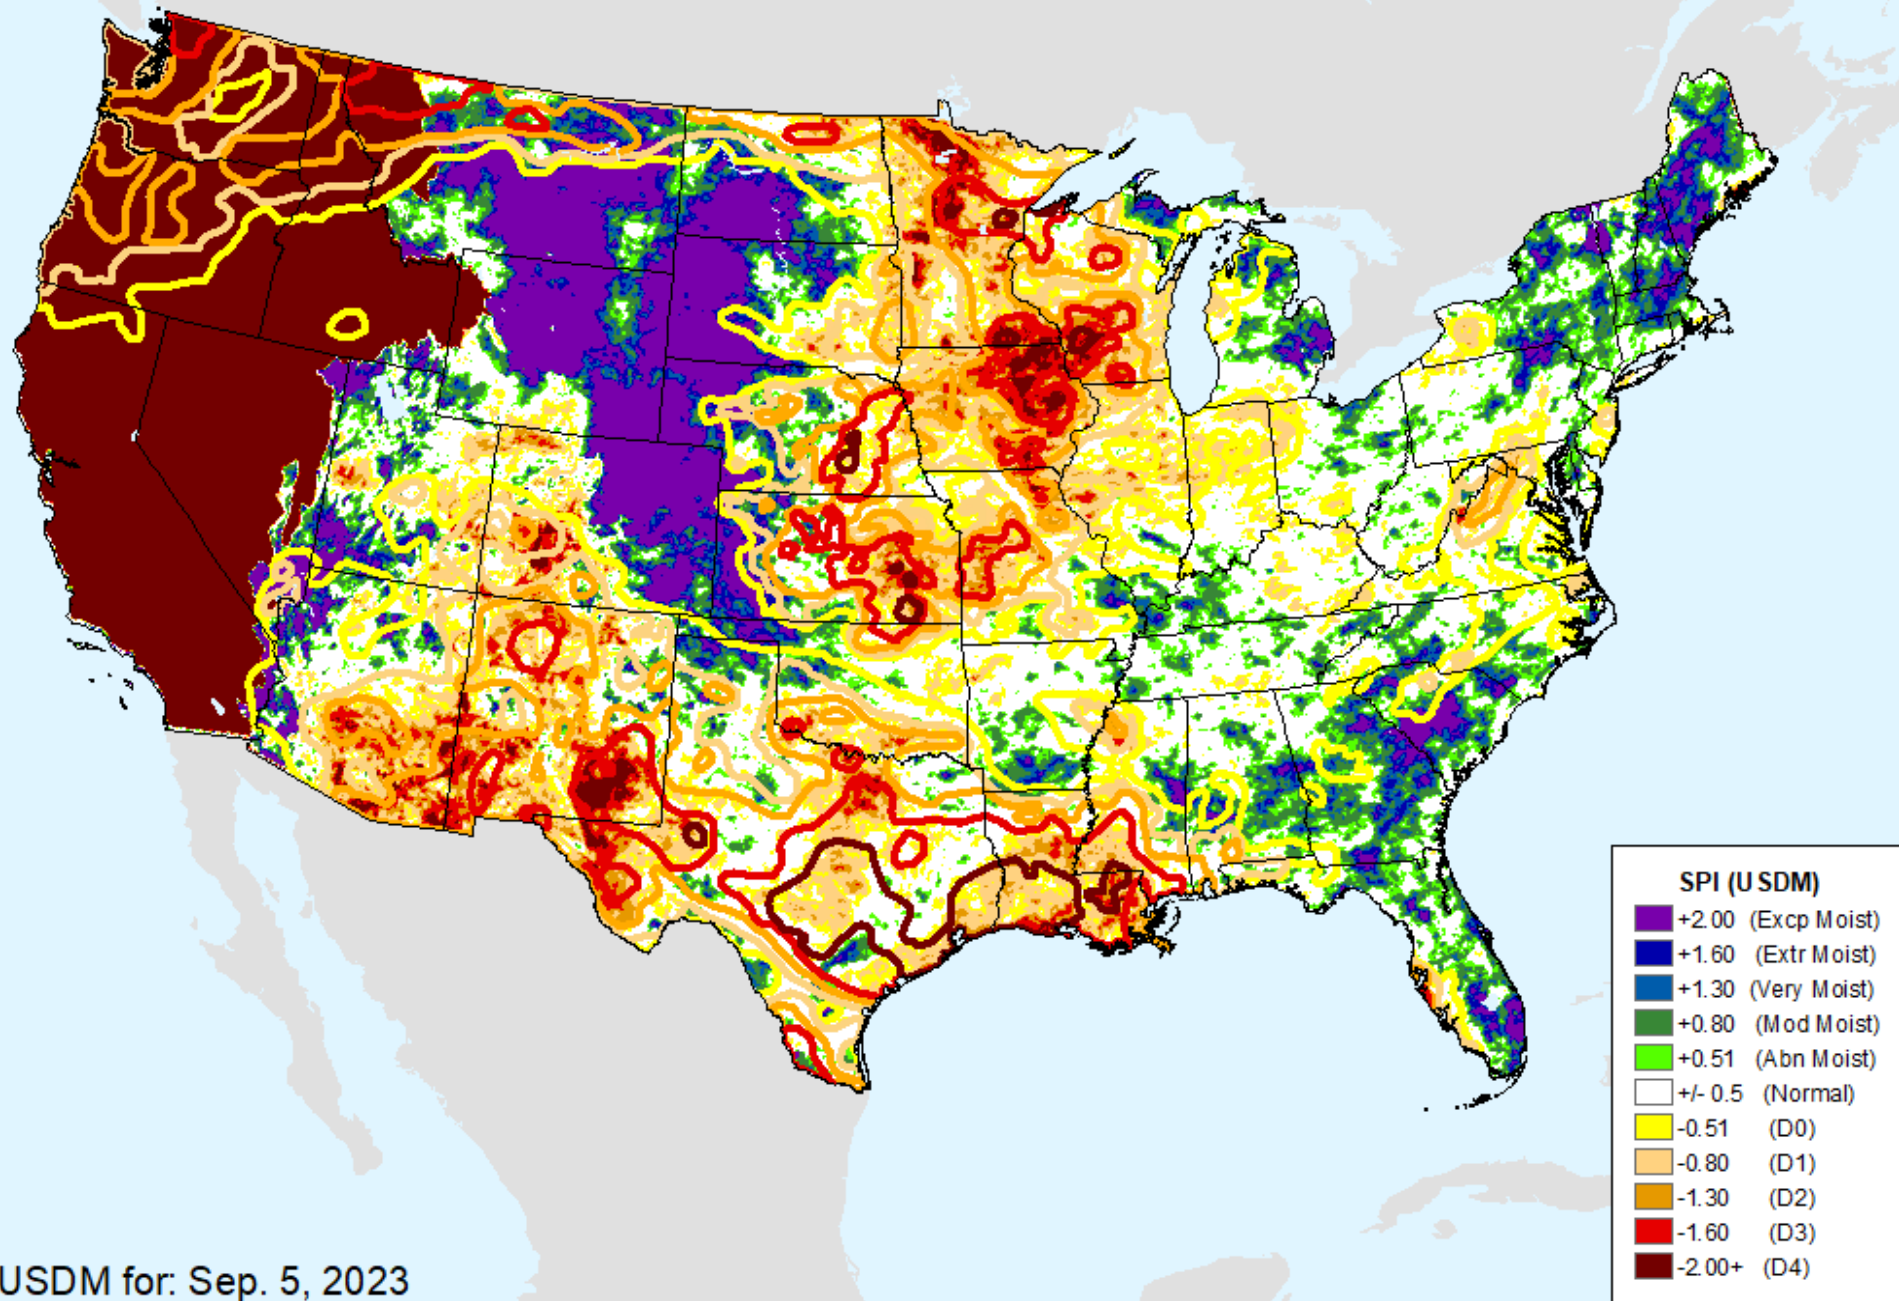 SPI (USDM)
+2.00 (Excp Moist)
+1.60 (Extr Moist)
+1.30 (Very Moist)
+0.80 (Mod Moist)
+0.51 (Abn Moist)
+/- 0.5 (Normal)
-0.51 (D0)
-0.80 (D1)
-1.30 (D2)
-1.60 (D3)
-2.00+ (D4)
USDM for: Sep. 5, 2023